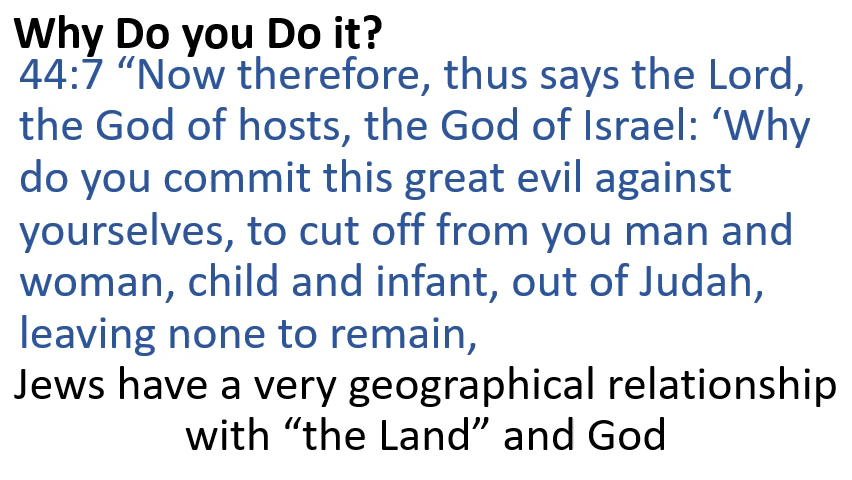 Why Do you Do it?
44:7 “Now therefore, thus says the Lord,
the God of hosts, the God of Israel: ‘Why
do you commit this great evil against
yourselves, to cut off from you man and
woman, child and infant, out of Judah,
leaving none to remain,
Jews have a very geographical relationship
with “the Land” and God